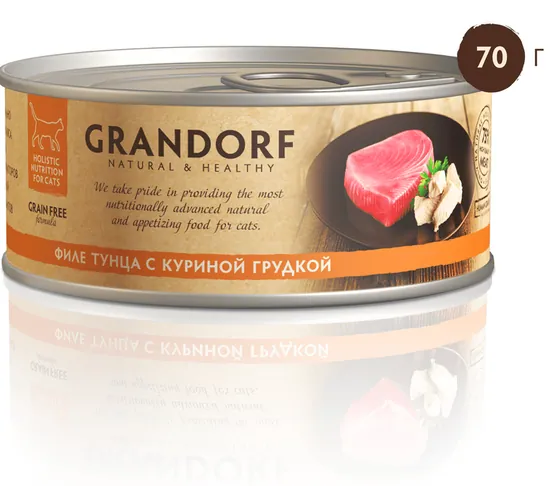 70 Г
HOLISTIC
NUTRITION
FOR CATS
GRAIN FREE
formula
GRANDORF
NATURAL & HEALTHY
We take pride in providing the most
nutritionally advanced natural
and appetizing food for cats.
ФИЛЕ ТУНЦА С КУРИНОЙ ГРУДКОЙ